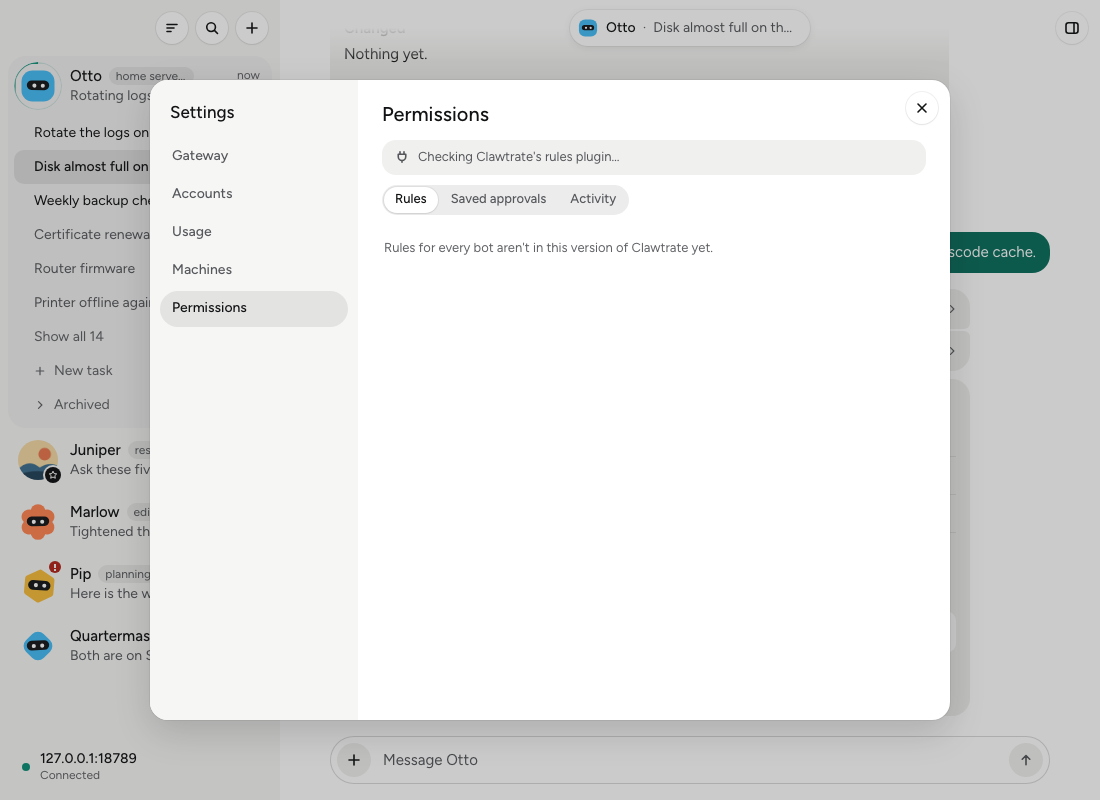 Otto · Disk almost full on th...
Changed
Nothing yet.
Otto home serve... now
Rotating logs
Rotate the logs on
Disk almost full on
Weekly backup che
Certificate renewa
Router firmware
Printer offline again
Show all 14
New task
Archived
Juniper res
Ask these fiv
Marlow edi
Tightened th
Pip planning
Here is the w
Quartermas
Both are on S
127.0.0.1:18789
Connected
Settings
Gateway
Accounts
Usage
Machines
Permissions
Permissions
Checking Clawtrate's rules plugin...
Rules Saved approvals Activity
Rules for every bot aren't in this version of Clawtrate yet.
scode cache.
Message Otto